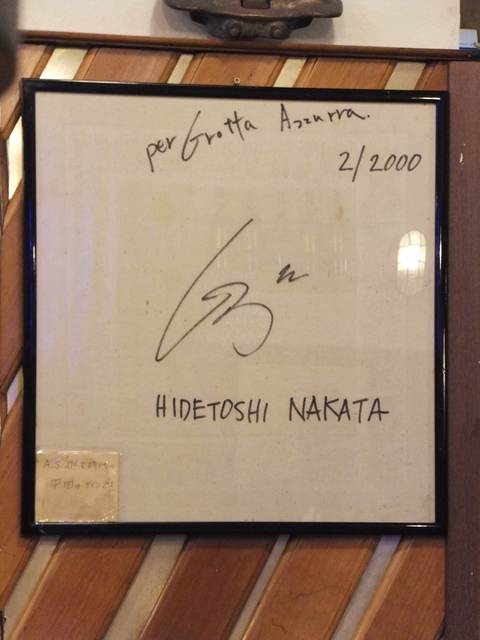 per Grotta Azzurra.
2/2000
HIDETOSHI NAKATA
A.S.